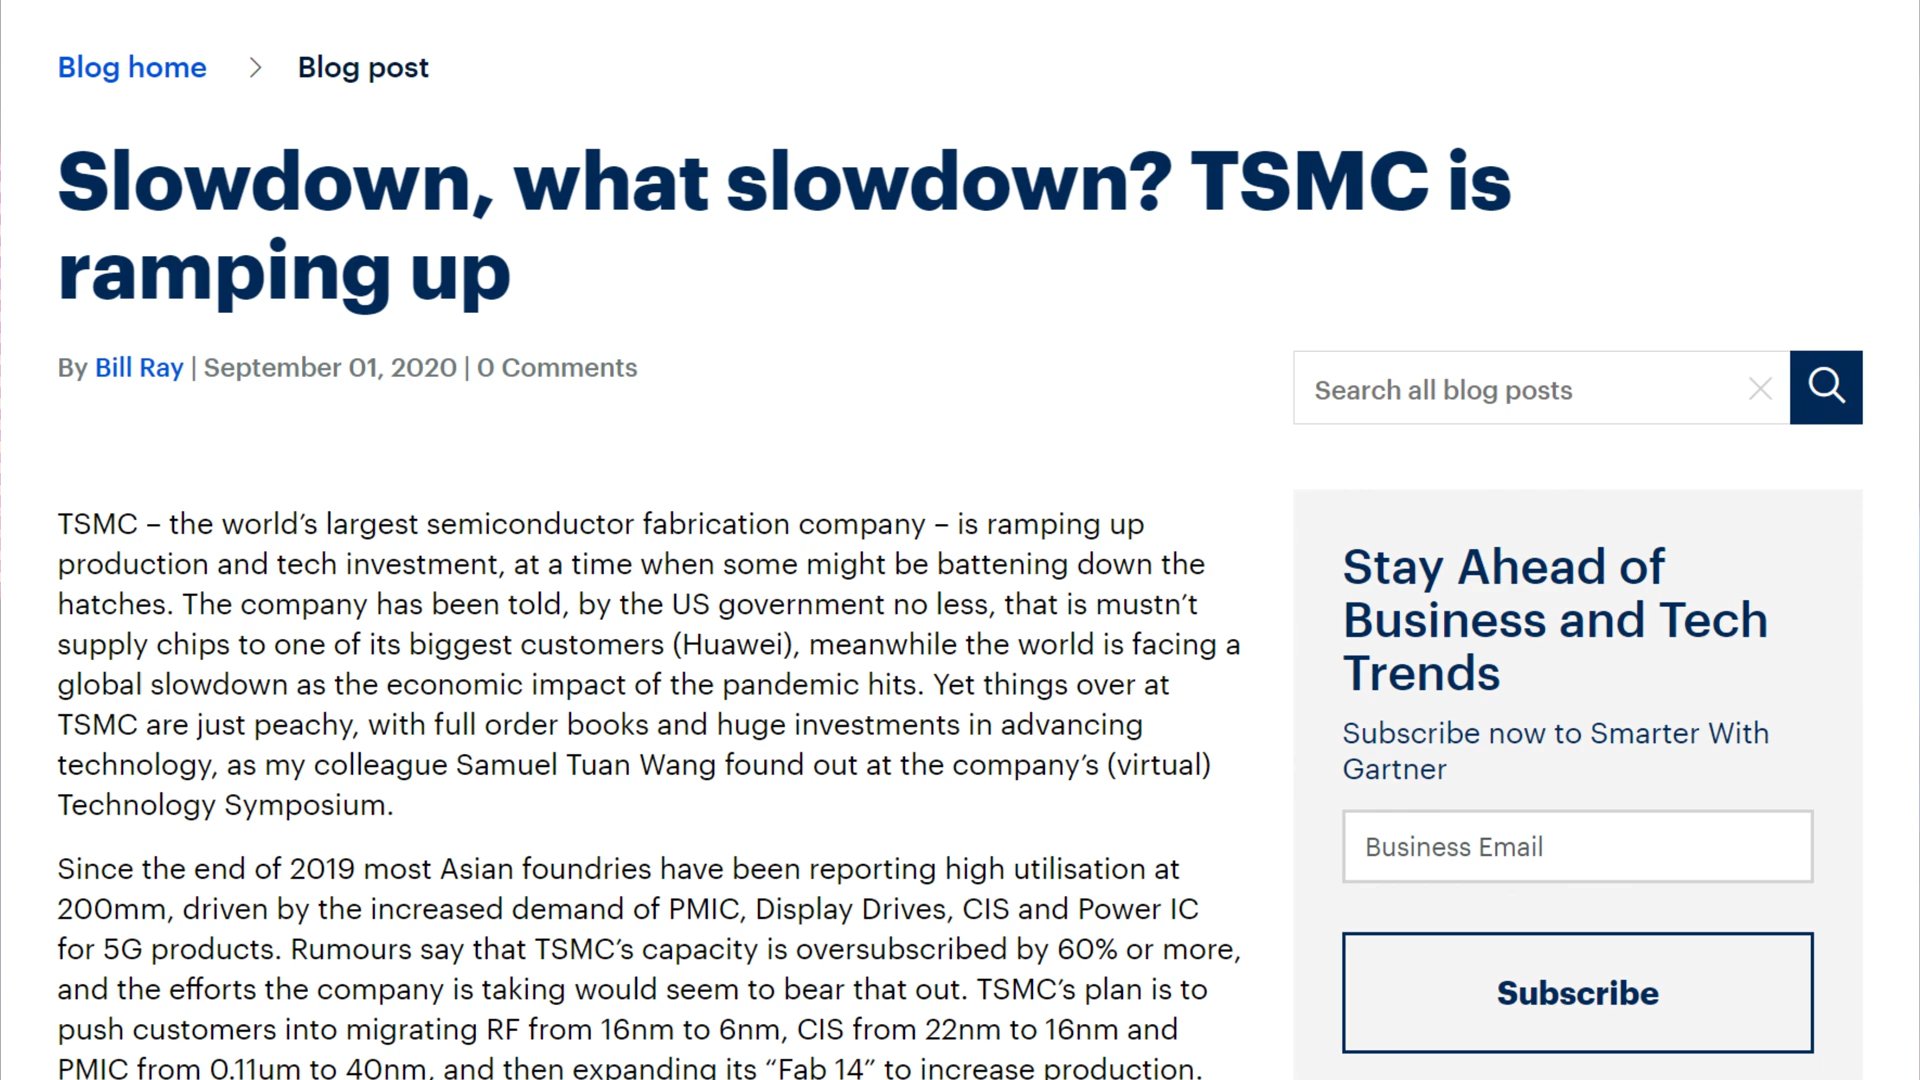 Blog home > Blog post
Slowdown, what slowdown? TSMC is
ramping up
By Bill Ray | September 01, 2020 | 0 Comments
Search all blog posts
TSMC – the world's largest semiconductor fabrication company – is ramping up
production and tech investment, at a time when some might be battening down the
hatches. The company has been told, by the US government no less, that is mustn't
supply chips to one of its biggest customers (Huawei), meanwhile the world is facing a
global slowdown as the economic impact of the pandemic hits. Yet things over at
TSMC are just peachy, with full order books and huge investments in advancing
technology, as my colleague Samuel Tuan Wang found out at the company's (virtual)
Technology Symposium.
Since the end of 2019 most Asian foundries have been reporting high utilisation at
200mm, driven by the increased demand of PMIC, Display Drives, CIS and Power IC
for 5G products. Rumours say that TSMC's capacity is oversubscribed by 60% or more,
and the efforts the company is taking would seem to bear that out. TSMC's plan is to
push customers into migrating RF from 16nm to 6nm, CIS from 22nm to 16nm and
PMIC from 0.11um to 40nm, and then expanding its “Fab 14” to increase production.
Stay Ahead of
Business and Tech
Trends
Subscribe now to Smarter With
Gartner
Business Email
Subscribe